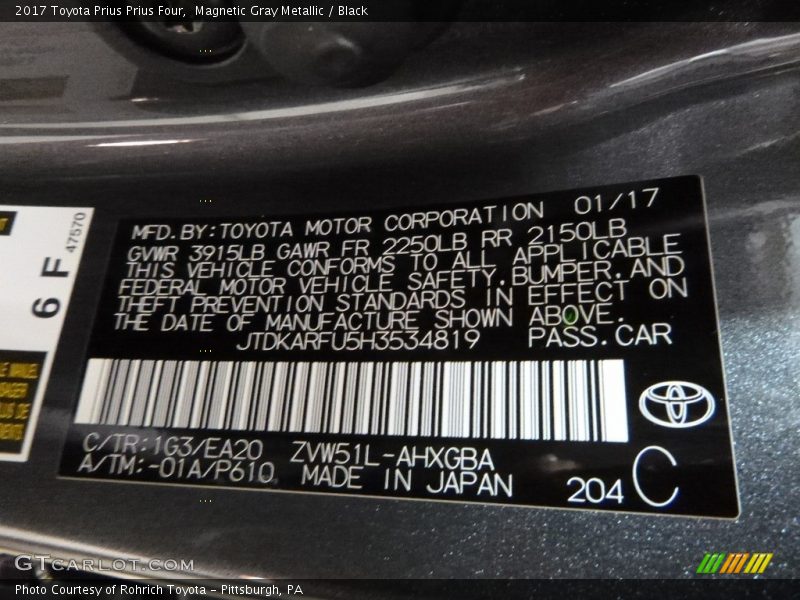 2017 Toyota Prius Prius Four, Magnetic Gray Metallic / Black
47570
6 F
MFD.BY:TOYOTA MOTOR CORPORATION 01/17
GVWR 3915LB GAWR FR 2250LB RR 2150LB
THIS VEHICLE CONFORMS TO ALL APPLICABLE
FEDERAL MOTOR VEHICLE SAFETY,BUMPER,AND
THEFT PREVENTION STANDARDS IN EFFECT ON
THE DATE OF MANUFACTURE SHOWN ABOVE.
JTDKARFU5H3534819 PASS.CAR
C/TR:1G3/EA20 ZVW51L-AHXGBA
A/TM:-01A/P610 MADE IN JAPAN
204 C
GTCARLOT.COM
Photo Courtesy of Rohrich Toyota - Pittsburgh, PA